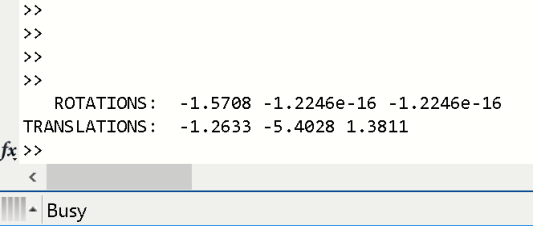 >>
>>
>>
>>
ROTATIONS: -1.5708 -1.2246e-16 -1.2246e-16
TRANSLATIONS: -1.2633 -5.4028 1.3811
fx >>
Busy